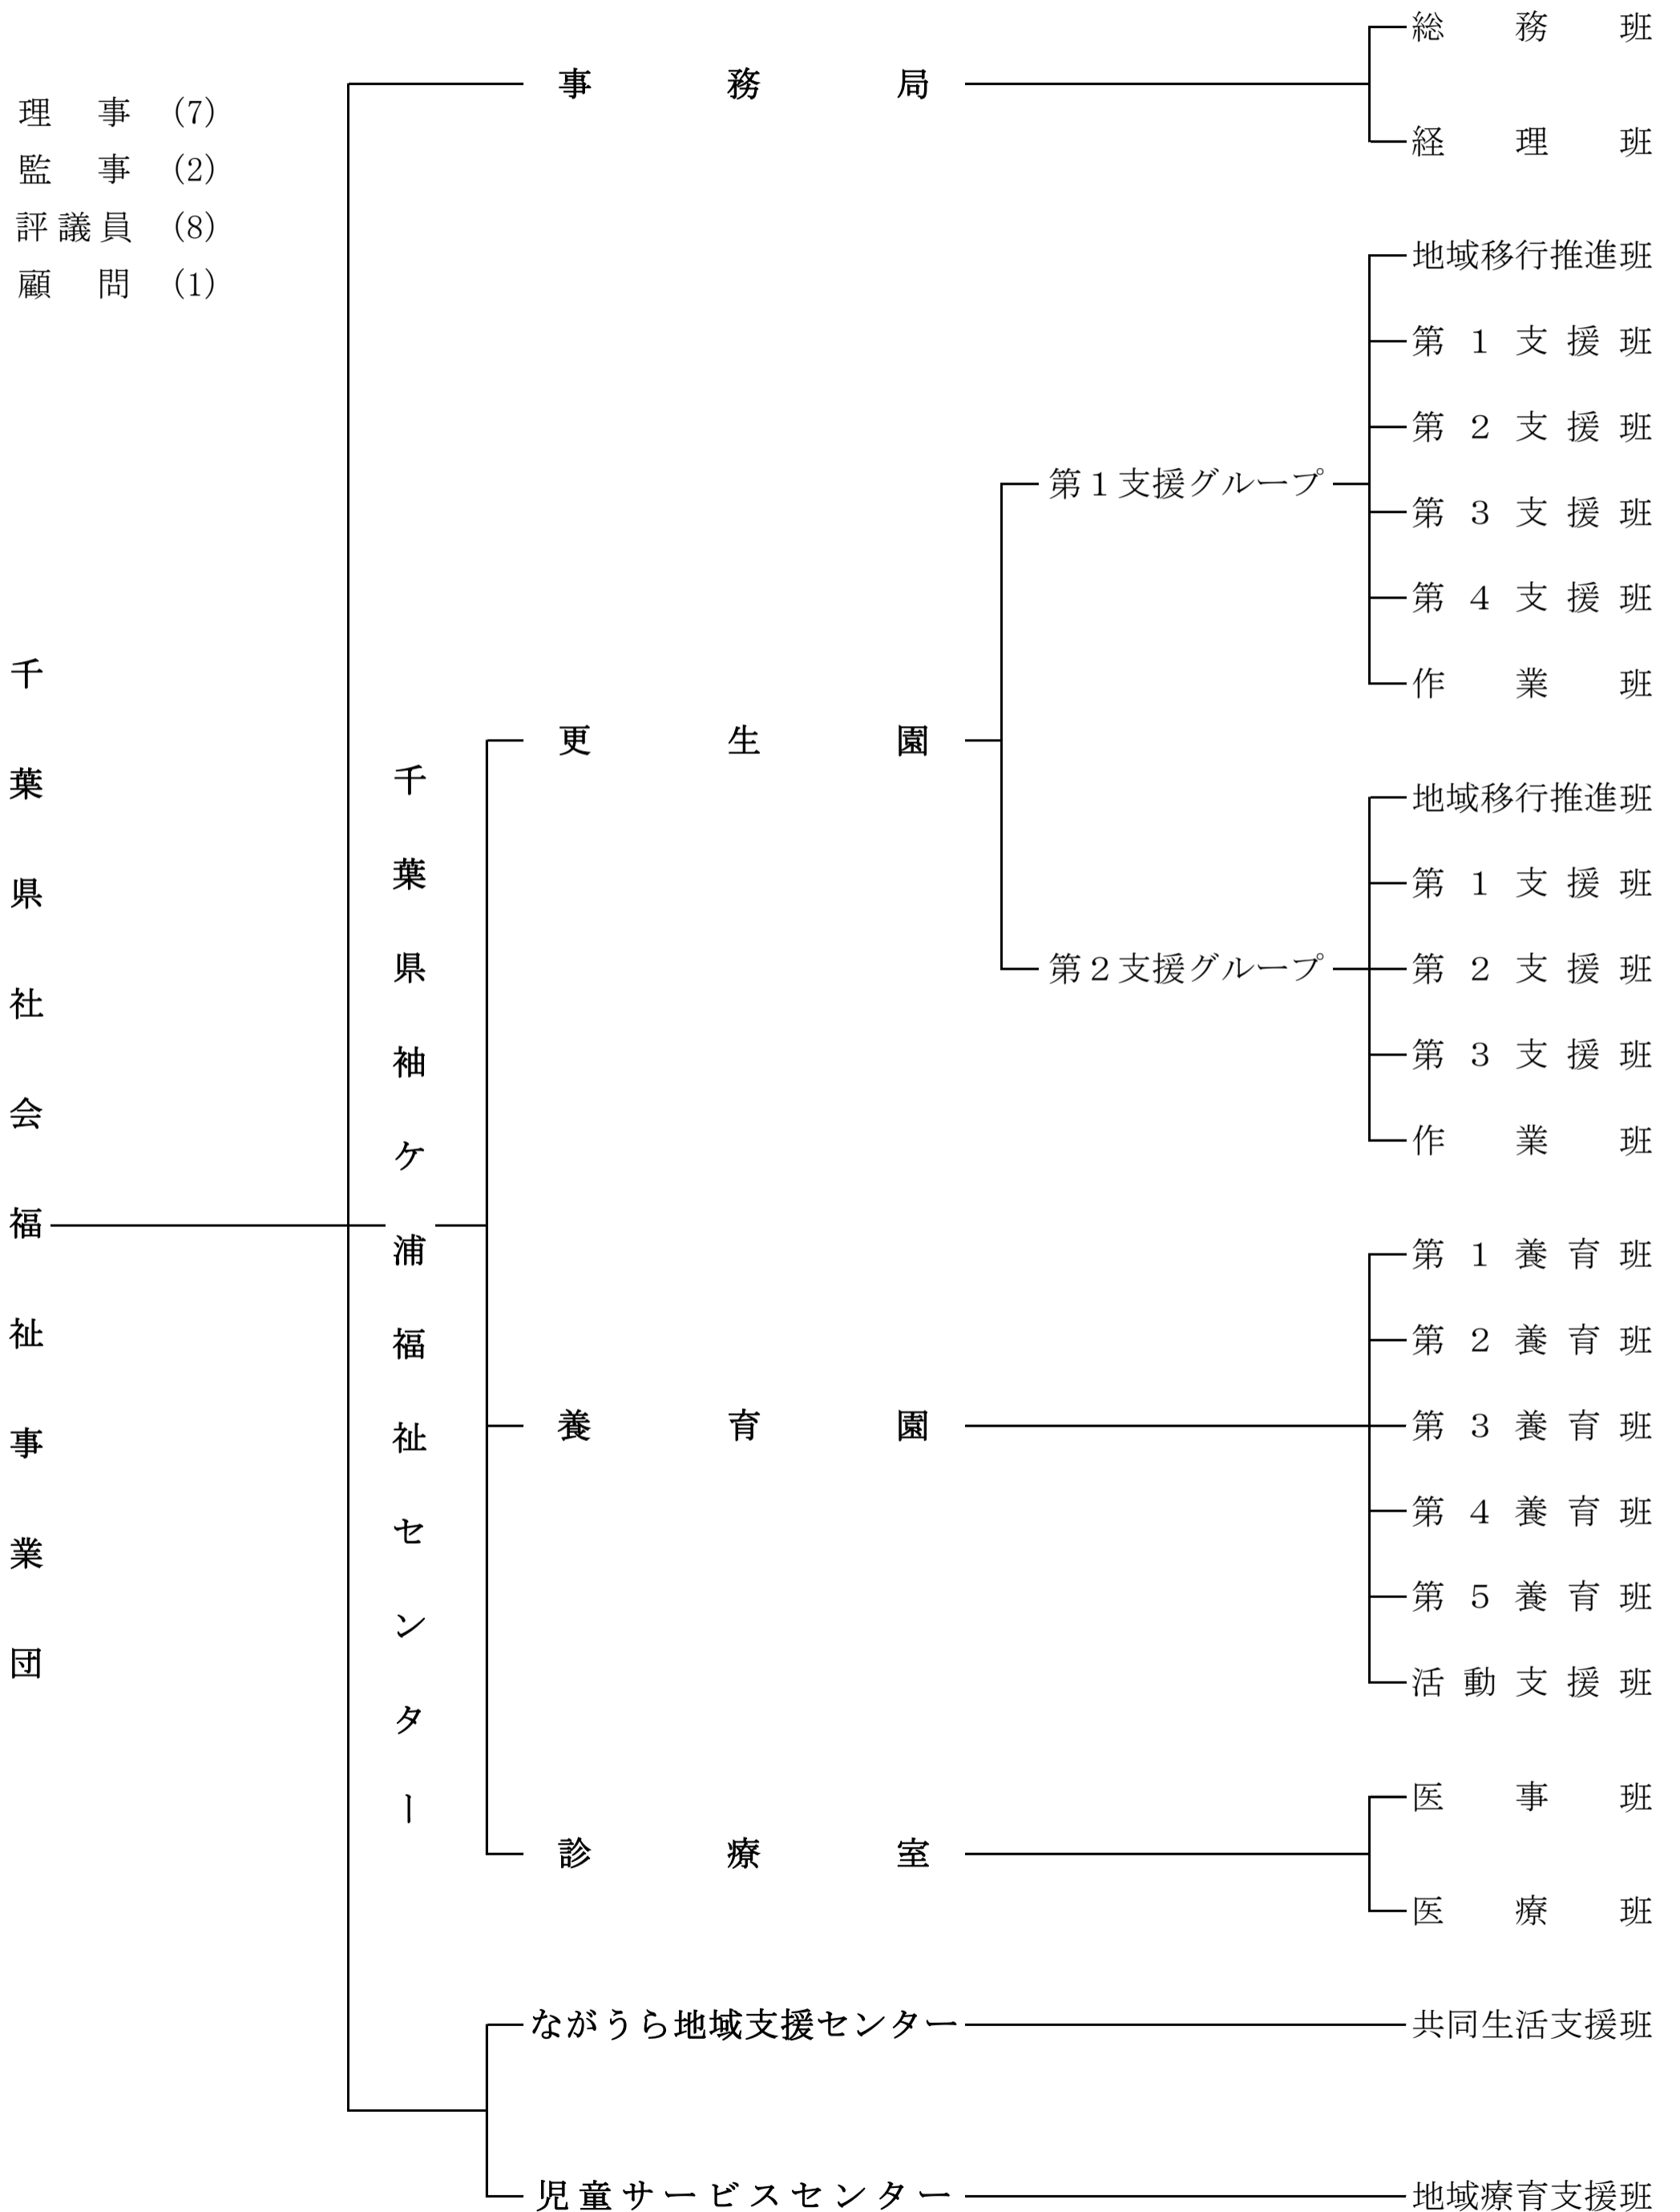 理事 (7)
監事 (2)
評議員 (8)
顧問 (1)
千葉県社会福祉事業団
千葉県袖ケ浦福祉センター
事務局
総務班
経理班
更生園
第1支援グループ
地域移行推進班
第1支援班
第2支援班
第3支援班
第4支援班
作業班
第2支援グループ
地域移行推進班
第1支援班
第2支援班
第3支援班
作業班
養育園
第1養育班
第2養育班
第3養育班
第4養育班
第5養育班
活動支援班
診療室
医事班
医療班
ながうら地域支援センター
共同生活支援班
児童サービスセンター
地域療育支援班